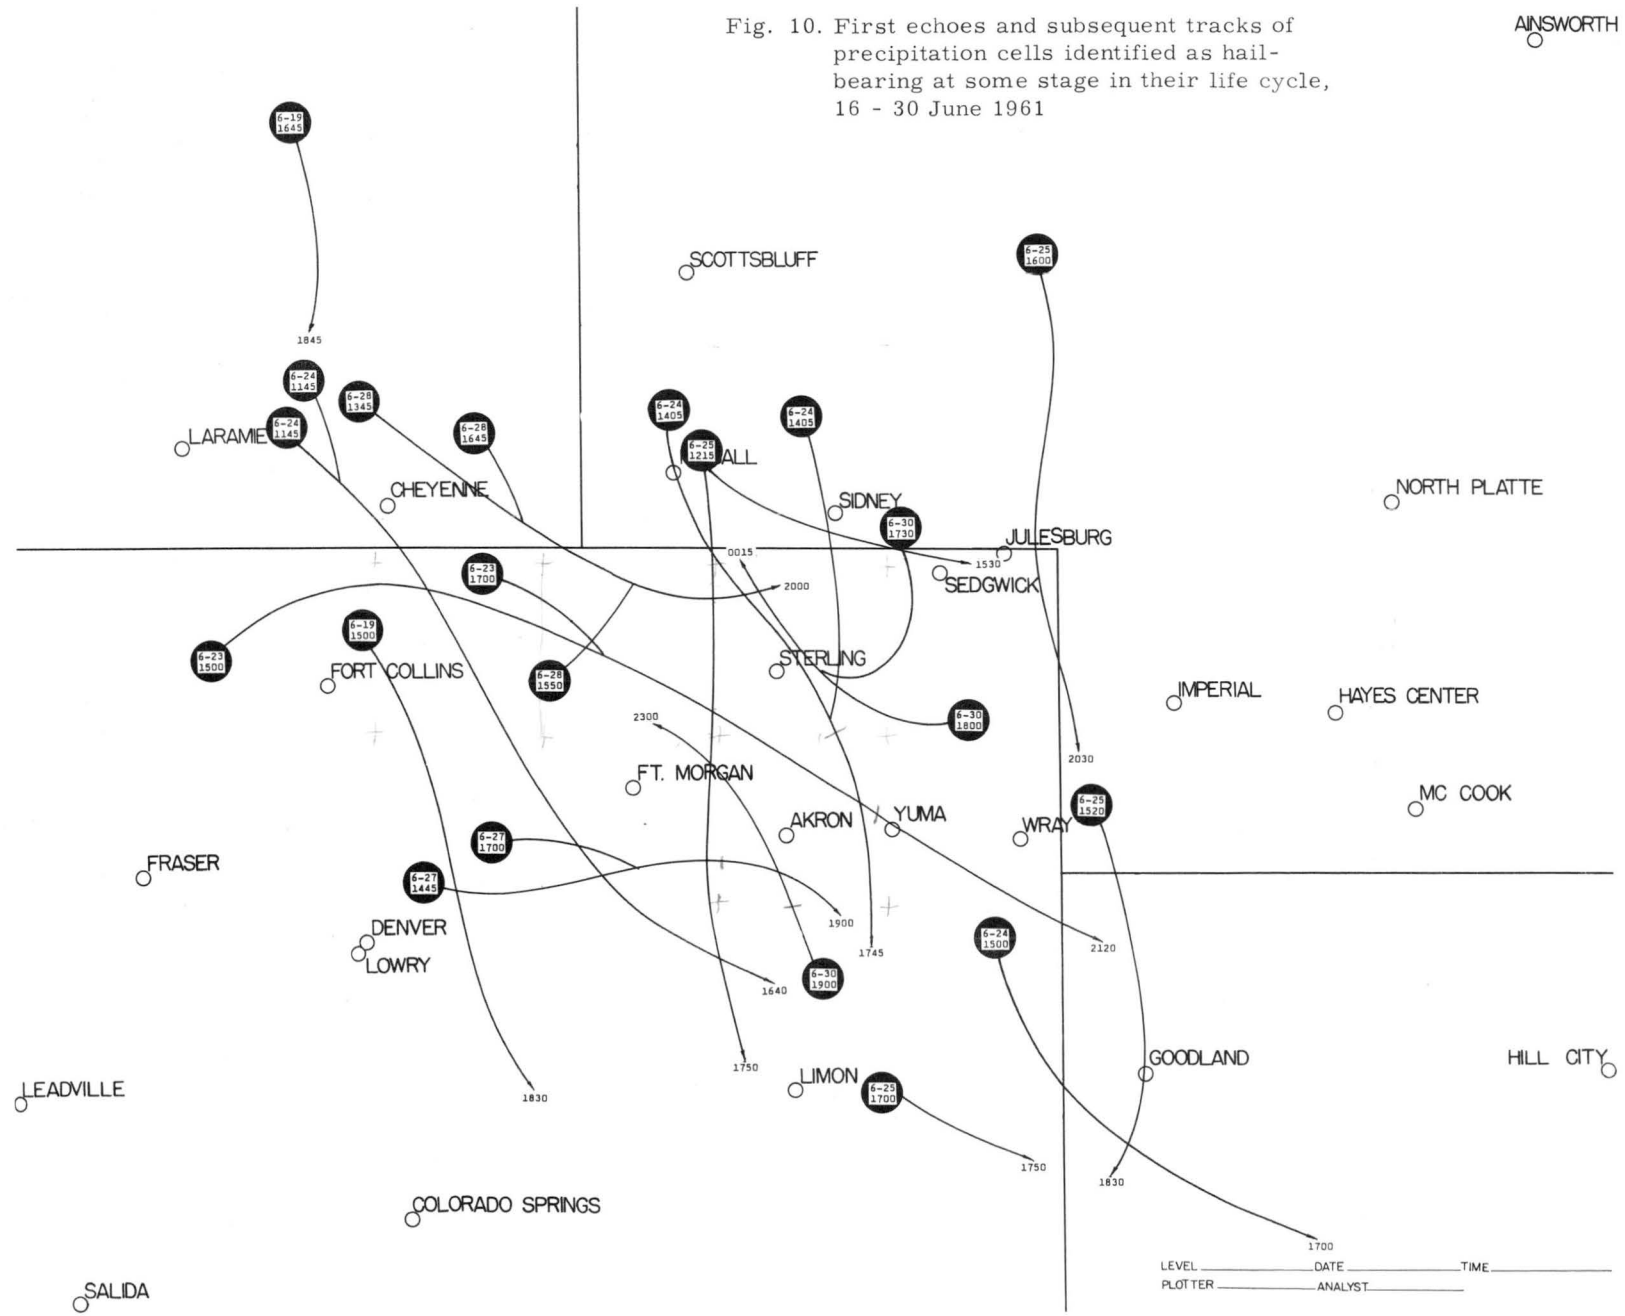 Fig. 10. First echoes and subsequent tracks of
precipitation cells identified as hail-
bearing at some stage in their life cycle,
16 - 30 June 1961
AINSWORTH
6-19
1645
SCOTTSBLUFF
6-25
1600
1845
6-24
1145
6-28
1345
6-24
1405
6-24
1405
LARAMIE
6-24
1145
6-28
1645
6-25
1215
ALL
CHEYENNE
SIDNEY
NORTH PLATTE
6-30
1730
JULESBURG
0015
1530
6-23
1700
2000
SEDGWICK
6-19
1500
6-23
1500
FORT COLLINS
6-28
1550
STERLING
IMPERIAL
HAYES CENTER
2300
6-30
1800
2030
FT. MORGAN
6-25
1520
MC COOK
AKRON
YUMA
WRAY
6-27
1700
FRASER
6-27
1445
1900
DENVER
LOWRY
1745
6-24
1500
2120
1640
6-30
1900
1750
LIMON
GOODLAND
HILL CITY
LEADVILLE
1830
6-25
1700
1750
1830
COLORADO SPRINGS
1700
LEVEL DATE TIME
PLOTTER ANALYST
SALIDA